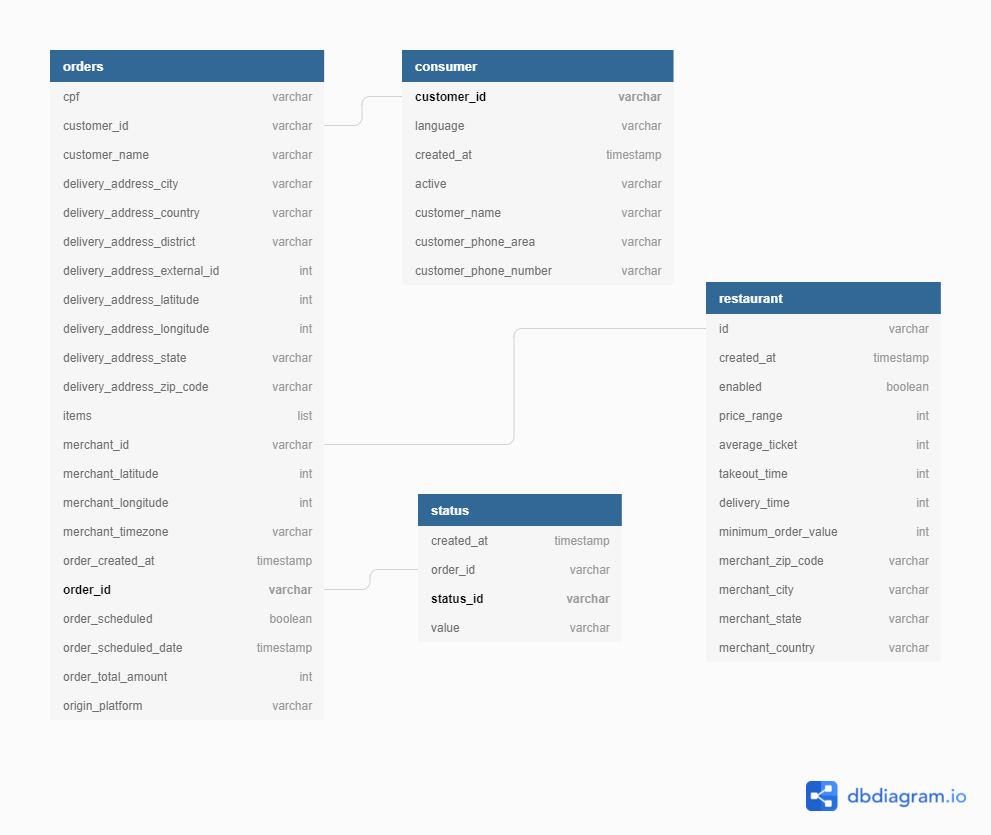 orders
cpf varchar
customer_id varchar
customer_name varchar
delivery_address_city varchar
delivery_address_country varchar
delivery_address_district varchar
delivery_address_external_id int
delivery_address_latitude int
delivery_address_longitude int
delivery_address_state varchar
delivery_address_zip_code varchar
items list
merchant_id varchar
merchant_latitude int
merchant_longitude int
merchant_timezone varchar
order_created_at timestamp
order_id varchar
order_scheduled boolean
order_scheduled_date timestamp
order_total_amount int
origin_platform varchar
consumer
customer_id varchar
language varchar
created_at timestamp
active varchar
customer_name varchar
customer_phone_area varchar
customer_phone_number varchar
status
created_at timestamp
order_id varchar
status_id varchar
value varchar
restaurant
id varchar
created_at timestamp
enabled boolean
price_range int
average_ticket int
takeout_time int
delivery_time int
minimum_order_value int
merchant_zip_code varchar
merchant_city varchar
merchant_state varchar
merchant_country varchar
dbdiagram.io